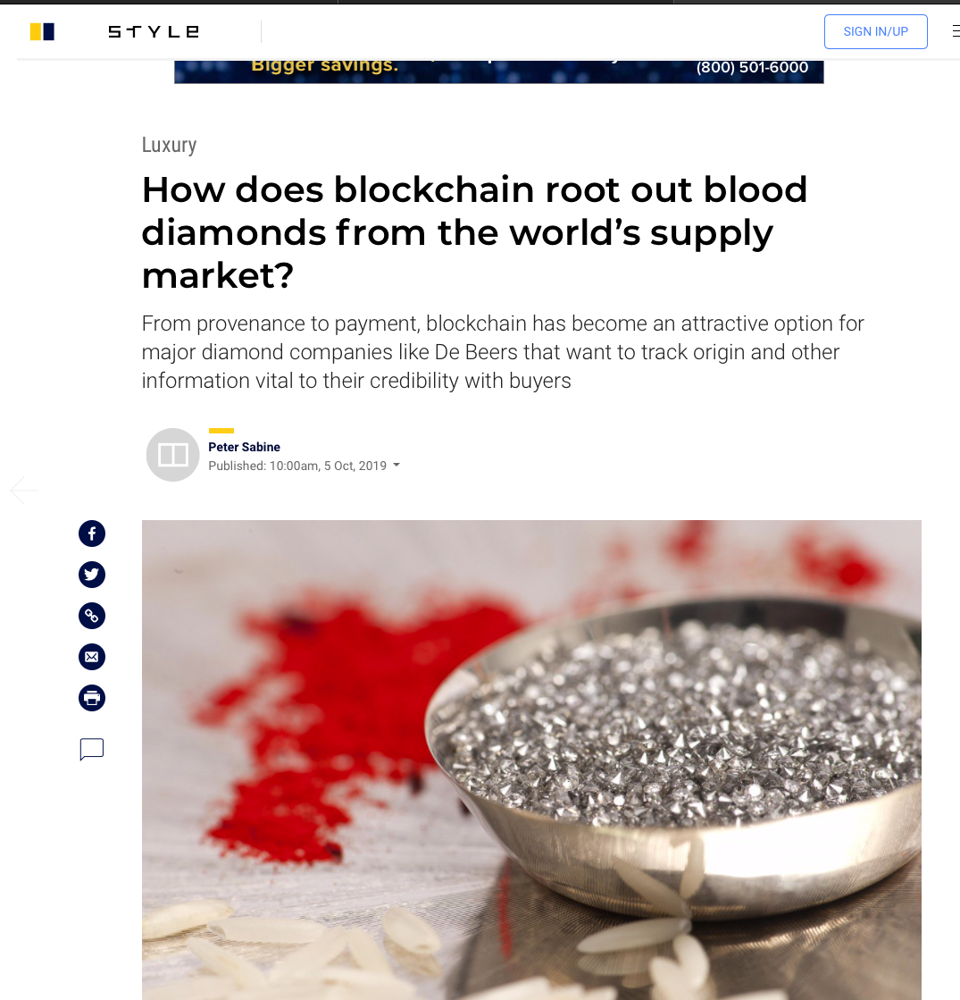 STYLE
SIGN IN/UP
Bigger savings.
(800) 501-6000
Luxury
How does blockchain root out blood
diamonds from the world’s supply
market?
From provenance to payment, blockchain has become an attractive option for
major diamond companies like De Beers that want to track origin and other
information vital to their credibility with buyers
Peter Sabine
Published: 10:00am, 5 Oct, 2019